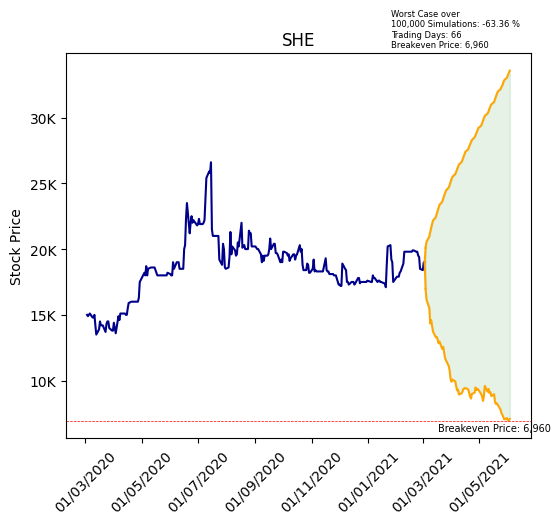 Worst Case over
100,000 Simulations: -63.36 %
Trading Days: 66
Breakeven Price: 6,960
SHE
Stock Price
30K
25K
20K
15K
10K
Breakeven Price: 6,960
01/03/2020
01/05/2020
01/07/2020
01/09/2020
01/11/2020
01/01/2021
01/03/2021
01/05/2021